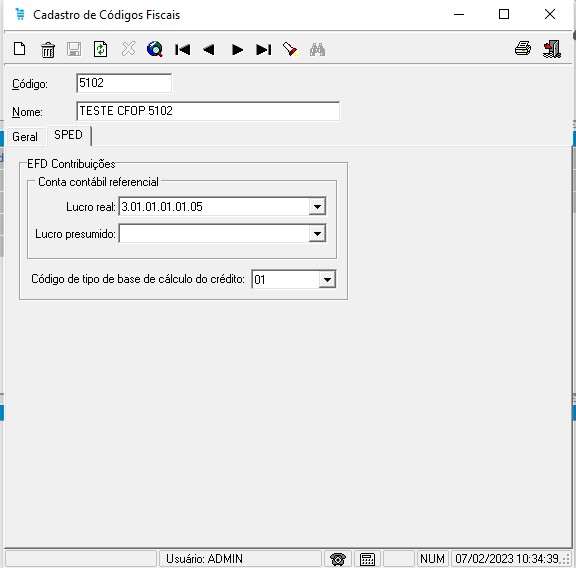 Cadastro de Códigos Fiscais
Código: 5102
Nome: TESTE CFOP 5102
Geral SPED
EFD Contribuições
Conta contábil referencial
Lucro real: 3.01.01.01.01.05
Lucro presumido:
Código de tipo de base de cálculo do crédito: 01
Usuário: ADMIN NUM 07/02/2023 10:34:39